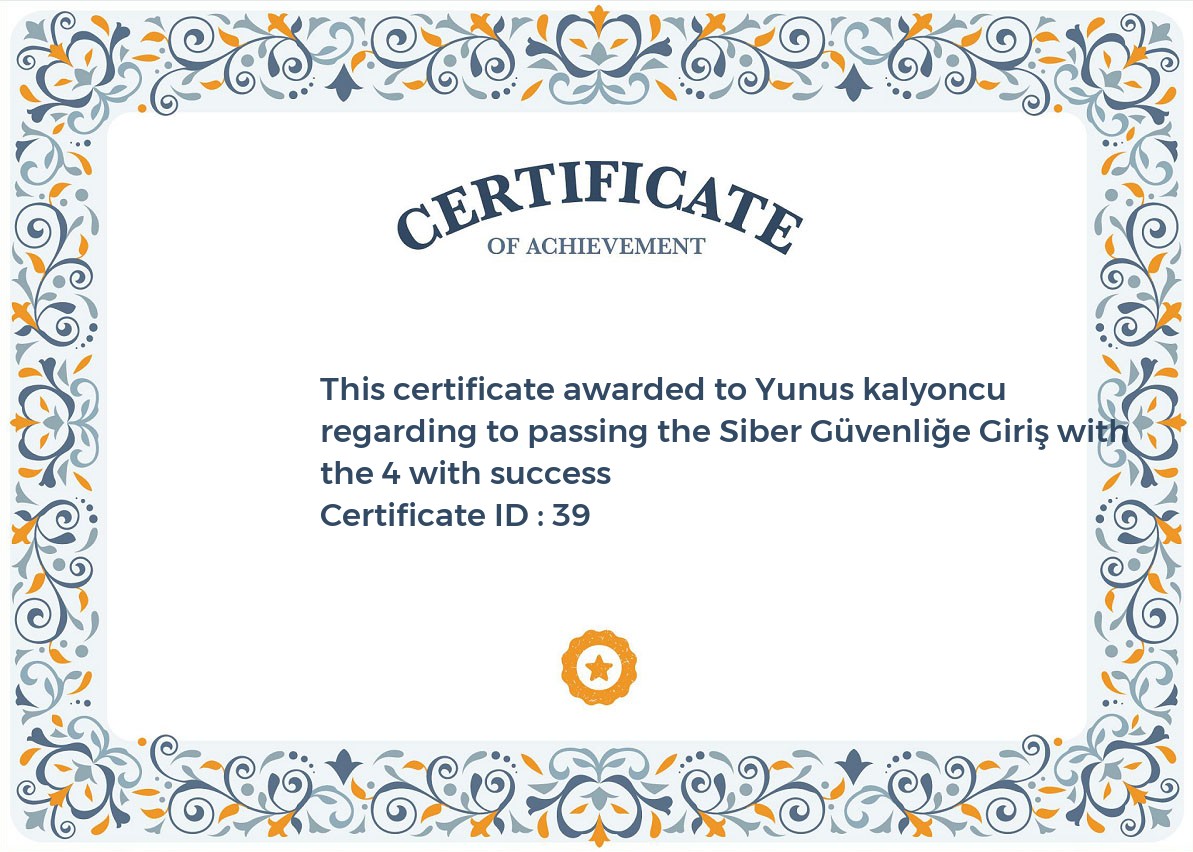 CERTIFICATE
OF ACHIEVEMENT
This certificate awarded to Yunus kalyoncu
regarding to passing the Siber Güvenliğe Giriş with
the 4 with success
Certificate ID : 39